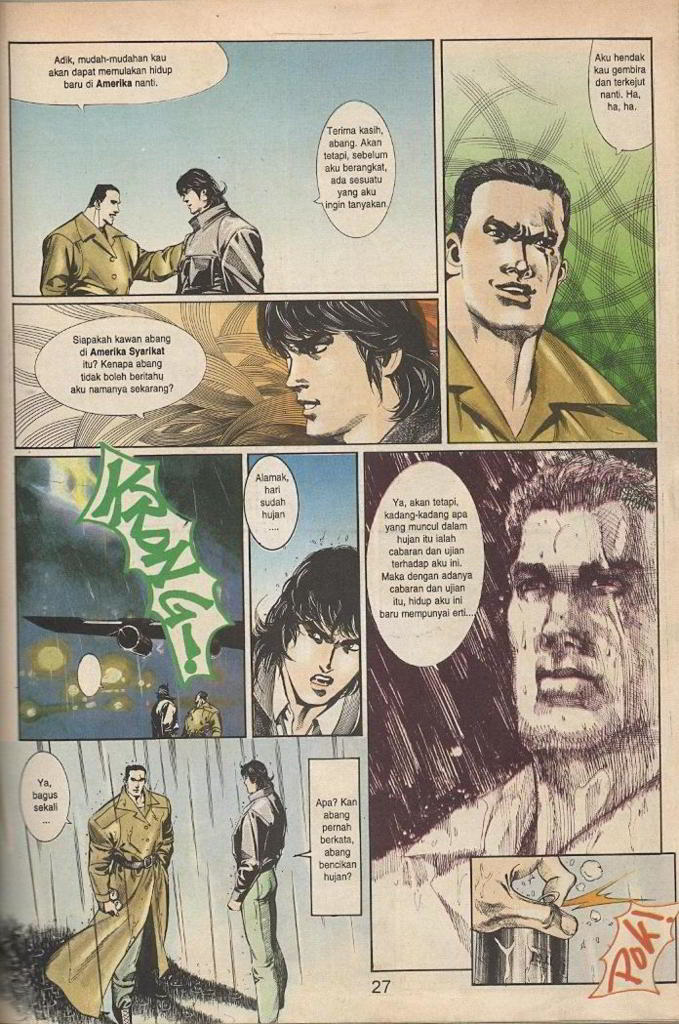 Adik, mudah-mudahan kau
akan dapat memulakan hidup
baru di Amerika nanti.
Terima kasih,
abang. Akan
tetapi, sebelum
aku berangkat,
ada sesuatu
yang aku
ingin tanyakan.
Aku hendak
kau gembira
dan terkejut
nanti. Ha,
ha, ha.
Siapakah kawan abang
di Amerika Syarikat
itu? Kenapa abang
tidak boleh beritahu
aku namanya sekarang?
KRONG-!
Alamak,
hari
sudah
hujan
....
Ya, akan tetapi,
kadang-kadang apa
yang muncul dalam
hujan itu ialah
cabaran dan ujian
terhadap aku ini.
Maka dengan adanya
cabaran dan ujian
itu, hidup aku ini
baru mempunyai erti....
Ya,
bagus
sekali
...
Apa? Kan
abang
pernah
berkata,
abang
bencikan
hujan?
POK!
27